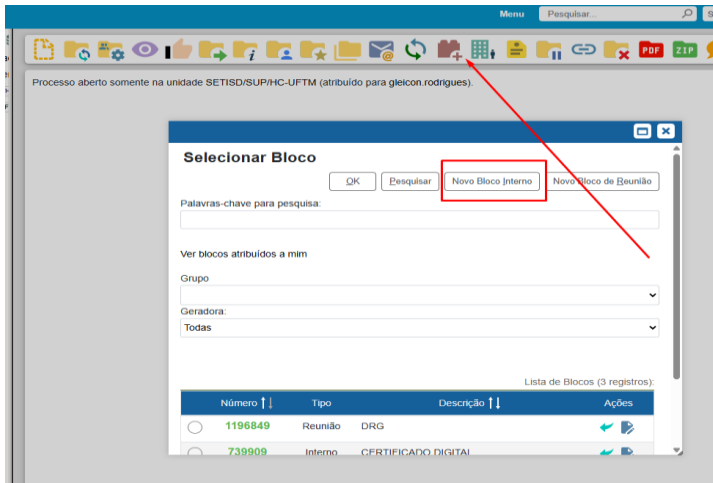 Menu Pesquisar...
PDF ZIP
Processo aberto somente na unidade SETISD/SUP/HC-UFTM (atribuído para gleicon.rodrigues).
Selecionar Bloco
OK Pesquisar Novo Bloco Interno Novo Bloco de Reunião
Palavras-chave para pesquisa:
Ver blocos atribuídos a mim
Grupo
Geradora:
Todas
Lista de Blocos (3 registros):
Número Tipo Descrição Ações
1196849 Reunião DRG
739909 Interno CERTIFICADO DIGITAL